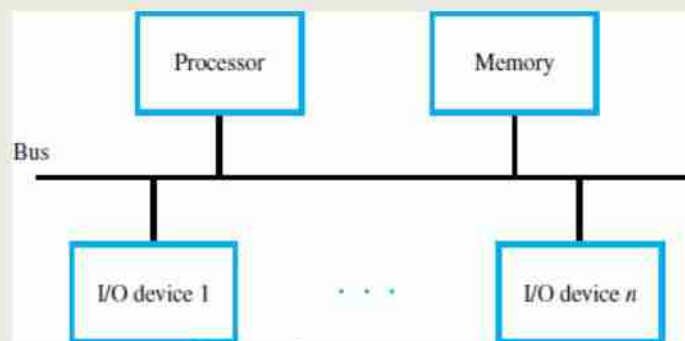 Processor
Memory
Bus
I/O device 1
. . .
I/O device n